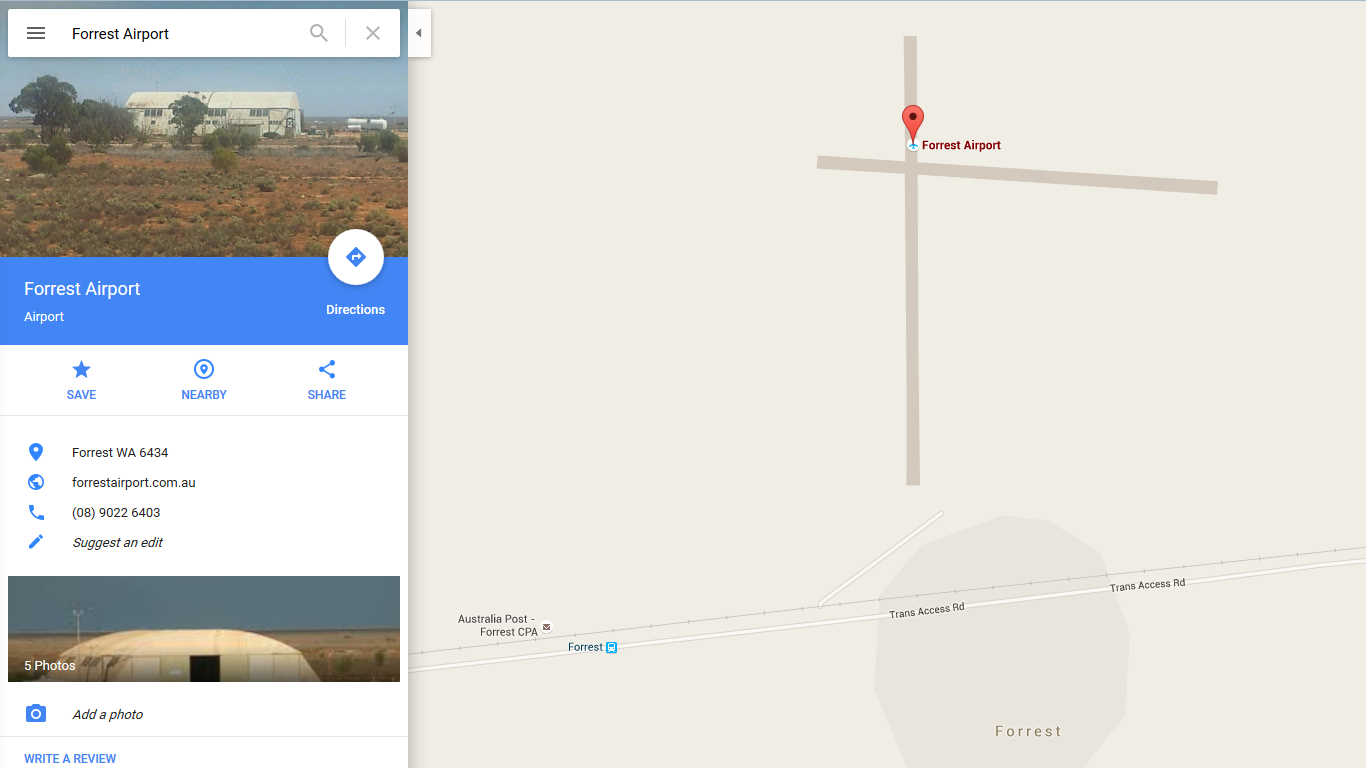 Forrest Airport
Forrest Airport
Airport
Directions
SAVE
NEARBY
SHARE
Forrest WA 6434
forrestairport.com.au
(08) 9022 6403
Suggest an edit
5 Photos
Add a photo
WRITE A REVIEW
Forrest Airport
Trans Access Rd
Trans Access Rd
Australia Post -
Forrest CPA
Forrest
Forrest